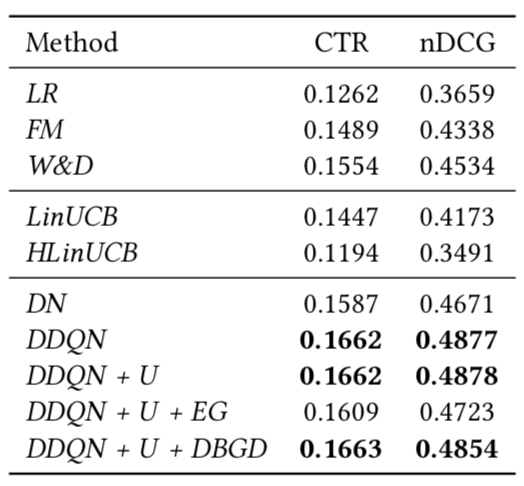 Method CTR nDCG
LR 0.1262 0.3659
FM 0.1489 0.4338
W&D 0.1554 0.4534
LinUCB 0.1447 0.4173
HLinUCB 0.1194 0.3491
DN 0.1587 0.4671
DDQN 0.1662 0.4877
DDQN + U 0.1662 0.4878
DDQN + U + EG 0.1609 0.4723
DDQN + U + DBGD 0.1663 0.4854